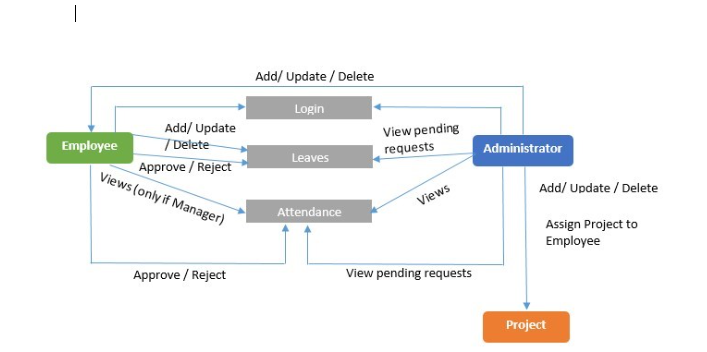 Add/ Update / Delete
Login
Add/ Update
/ Delete
View pending
requests
Employee
Administrator
Leaves
Approve / Reject
Views (only if Manager)
Views
Add/ Update / Delete
Attendance
Assign Project to
Employee
Approve / Reject
View pending requests
Project